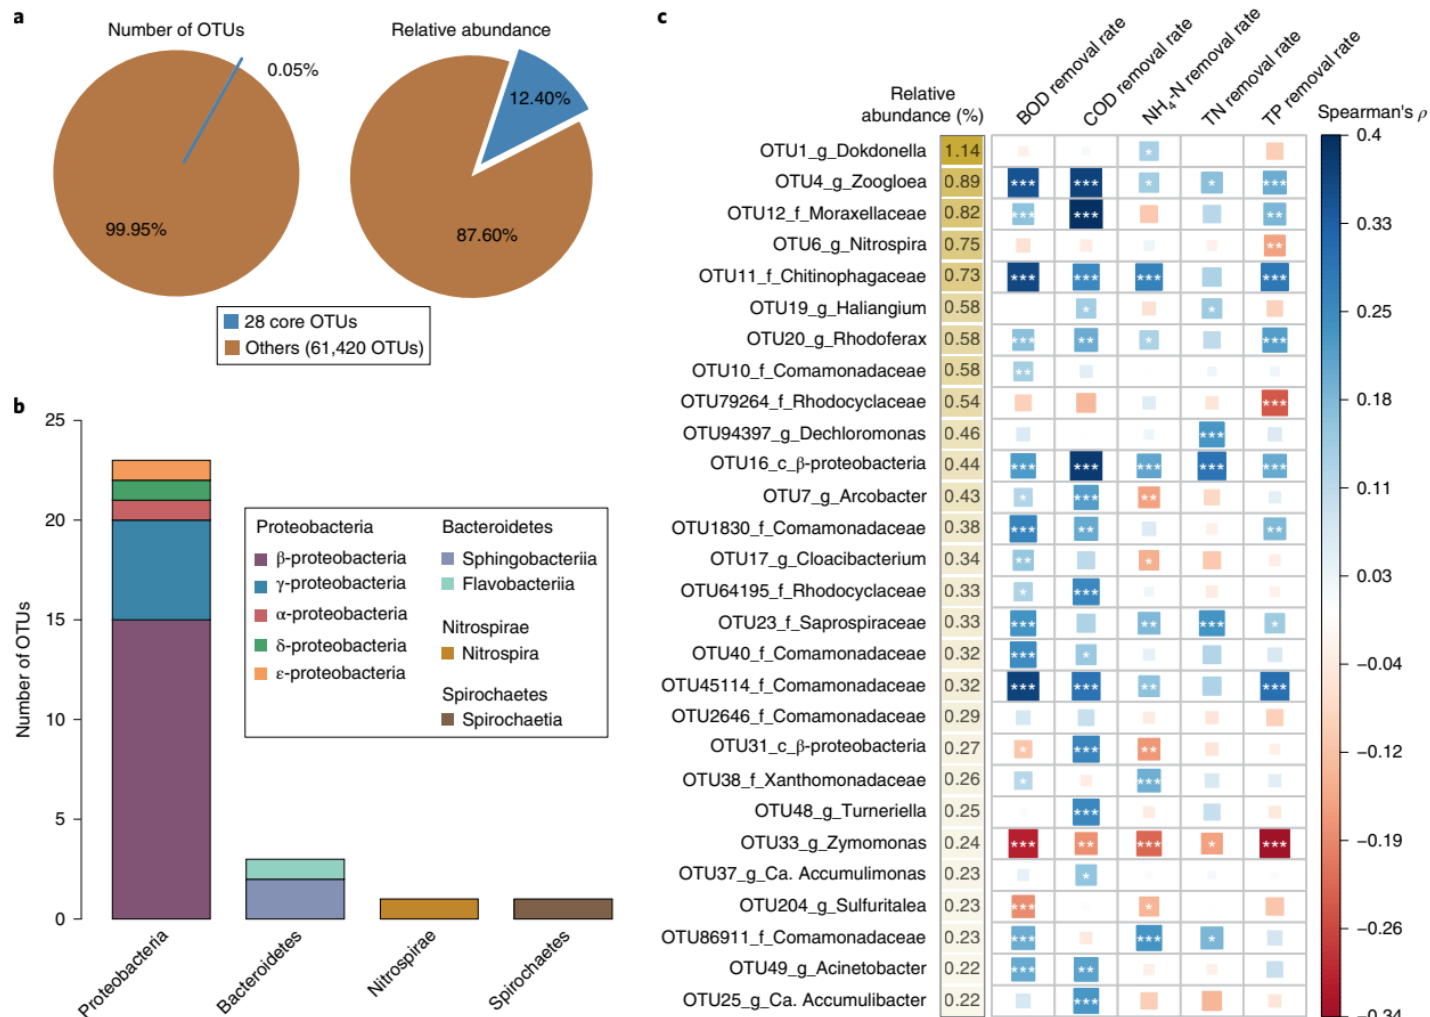 a
Number of OTUs
Relative abundance
0.05%
99.95%
12.40%
87.60%
28 core OTUs
Others (61,420 OTUs)
b
Number of OTUs
25
20
15
10
5
0
Proteobacteria
Bacteroidetes
Nitrospirae
Spirochaetes
Proteobacteria
β-proteobacteria
γ-proteobacteria
α-proteobacteria
δ-proteobacteria
ε-proteobacteria
Bacteroidetes
Sphingobacteriia
Flavobacteriia
Nitrospirae
Nitrospira
Spirochaetes
Spirochaetia
c
Relative
abundance (%)
BOD removal rate
COD removal rate
NH4-N removal rate
TN removal rate
TP removal rate
Spearman's ρ
OTU1_g_Dokdonella 1.14 *
OTU4_g_Zoogloea 0.89 *** *** * * ***
OTU12_f_Moraxellaceae 0.82 *** *** **
OTU6_g_Nitrospira 0.75 **
OTU11_f_Chitinophagaceae 0.73 *** *** *** ***
OTU19_g_Haliangium 0.58 * *
OTU20_g_Rhodoferax 0.58 *** ** * ***
OTU10_f_Comamonadaceae 0.58 **
OTU79264_f_Rhodocyclaceae 0.54 ***
OTU94397_g_Dechloromonas 0.46 ***
OTU16_c_β-proteobacteria 0.44 *** *** *** *** ***
OTU7_g_Arcobacter 0.43 * *** **
OTU1830_f_Comamonadaceae 0.38 *** ** **
OTU17_g_Cloacibacterium 0.34 ** *
OTU64195_f_Rhodocyclaceae 0.33 * ***
OTU23_f_Saprospiraceae 0.33 *** ** *** *
OTU40_f_Comamonadaceae 0.32 *** *
OTU45114_f_Comamonadaceae 0.32 *** *** ** ***
OTU2646_f_Comamonadaceae 0.29
OTU31_c_β-proteobacteria 0.27 * *** **
OTU38_f_Xanthomonadaceae 0.26 * ***
OTU48_g_Turneriella 0.25 ***
OTU33_g_Zymomonas 0.24 *** ** *** * ***
OTU37_g_Ca. Accumulimonas 0.23 *
OTU204_g_Sulfuritalea 0.23 *** *
OTU86911_f_Comamonadaceae 0.23 *** *** *
OTU49_g_Acinetobacter 0.22 *** **
OTU25_g_Ca. Accumulibacter 0.22 ***
0.4
0.33
0.25
0.18
0.11
0.03
−0.04
−0.12
−0.19
−0.26
−0.34